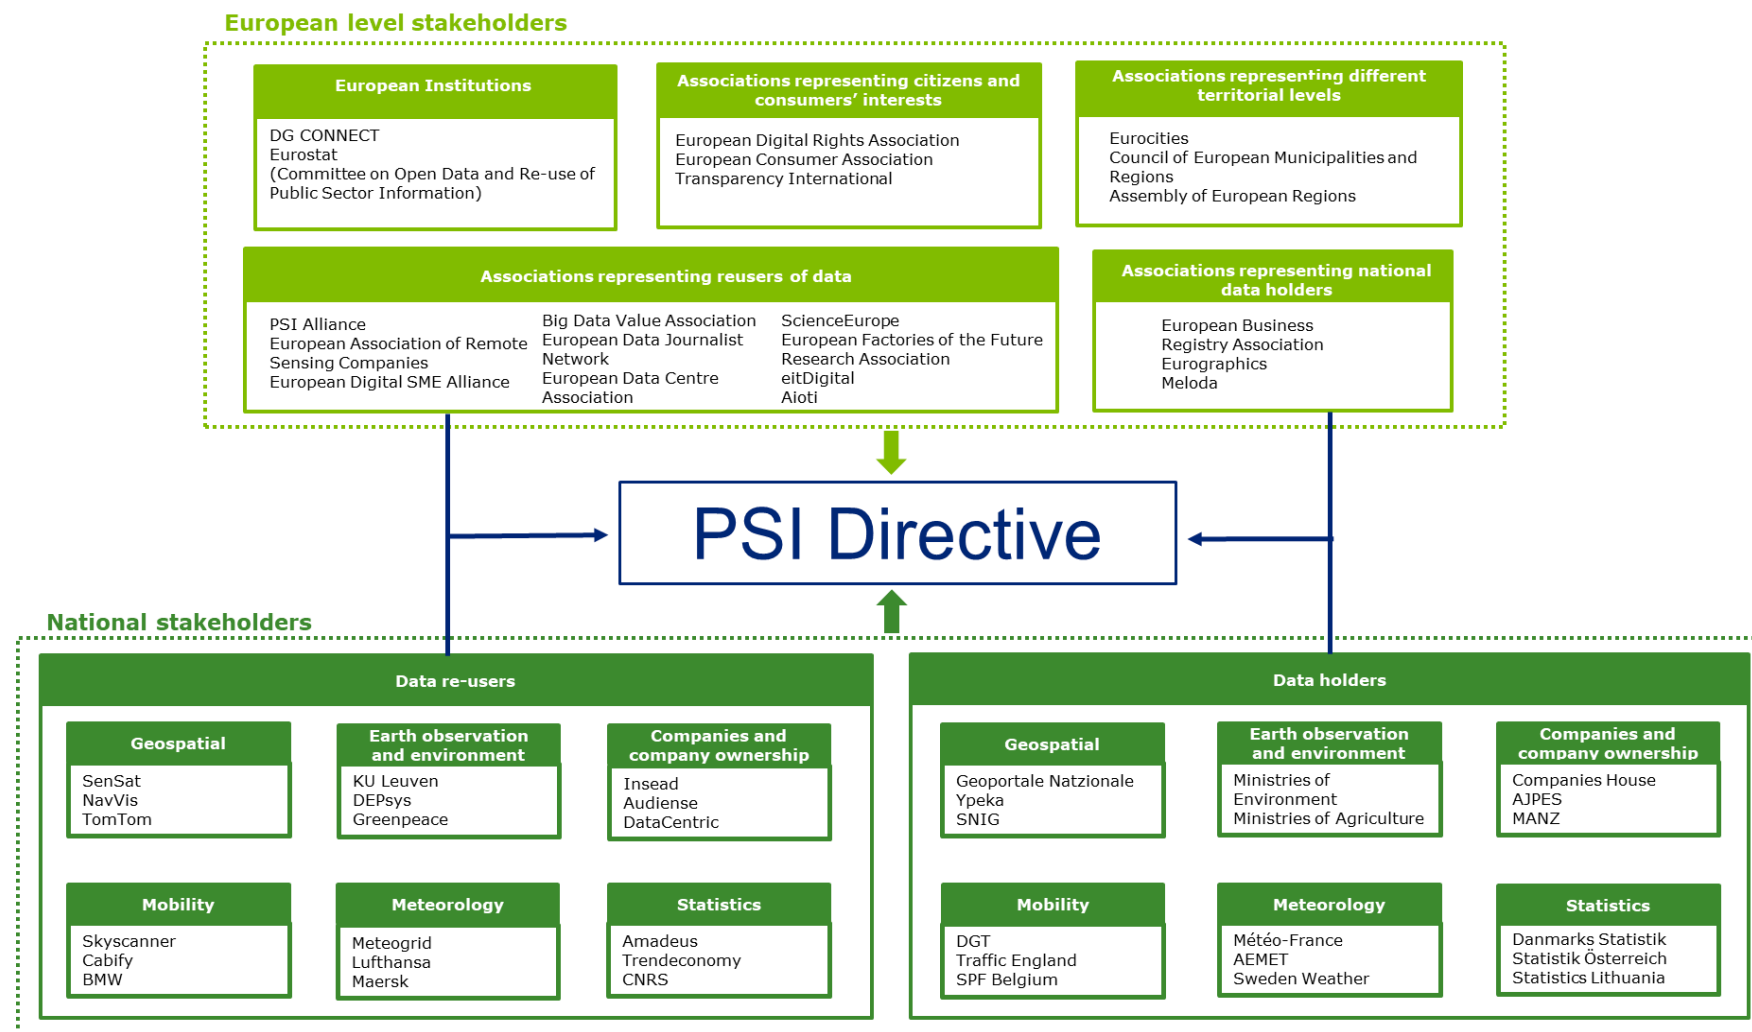 European level stakeholders
European Institutions
DG CONNECT
Eurostat
(Committee on Open Data and Re-use of
Public Sector Information)
Associations representing citizens and
consumers' interests
European Digital Rights Association
European Consumer Association
Transparency International
Associations representing different
territorial levels
Eurocities
Council of European Municipalities and
Regions
Assembly of European Regions
Associations representing reusers of data
PSI Alliance
European Association of Remote
Sensing Companies
European Digital SME Alliance
Big Data Value Association
European Data Journalist
Network
European Data Centre
Association
ScienceEurope
European Factories of the Future
Research Association
eitDigital
Aioti
Associations representing national
data holders
European Business
Registry Association
Eurographics
Meloda
PSI Directive
National stakeholders
Data re-users
Geospatial
SenSat
NavVis
TomTom
Earth observation
and environment
KU Leuven
DEPsys
Greenpeace
Companies and
company ownership
Insead
Audiense
DataCentric
Mobility
Skyscanner
Cabify
BMW
Meteorology
Meteogrid
Lufthansa
Maersk
Statistics
Amadeus
Trendeconomy
CNRS
Data holders
Geospatial
Geoportale Natzionale
Ypeka
SNIG
Earth observation
and environment
Ministries of
Environment
Ministries of Agriculture
Companies and
company ownership
Companies House
AJPES
MANZ
Mobility
DGT
Traffic England
SPF Belgium
Meteorology
Météo-France
AEMET
Sweden Weather
Statistics
Danmarks Statistik
Statistik Österreich
Statistics Lithuania